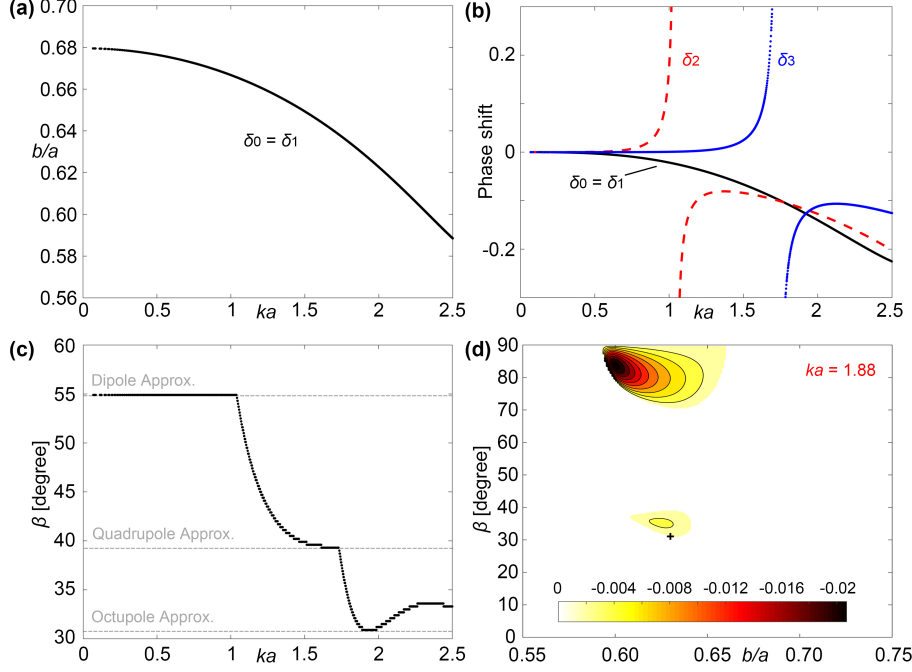 (a)
0.70
0.68
0.66
0.64
b/a
0.62
0.60
0.58
0.56
δ0 = δ1
0 0.5 1 1.5 2 2.5
ka
(b)
0.2
0
-0.2
Phase shift
δ2
δ3
δ0 = δ1
0 0.5 1 1.5 2 2.5
ka
(c)
60
55
50
45
40
35
30
β [degree]
Dipole Approx.
Quadrupole Approx.
Octupole Approx.
0 0.5 1 1.5 2 2.5
ka
(d)
90
80
70
60
50
40
30
20
10
0
β [degree]
ka = 1.88
0 -0.004 -0.008 -0.012 -0.016 -0.02
0.55 0.60 0.65 0.70 0.75
b/a